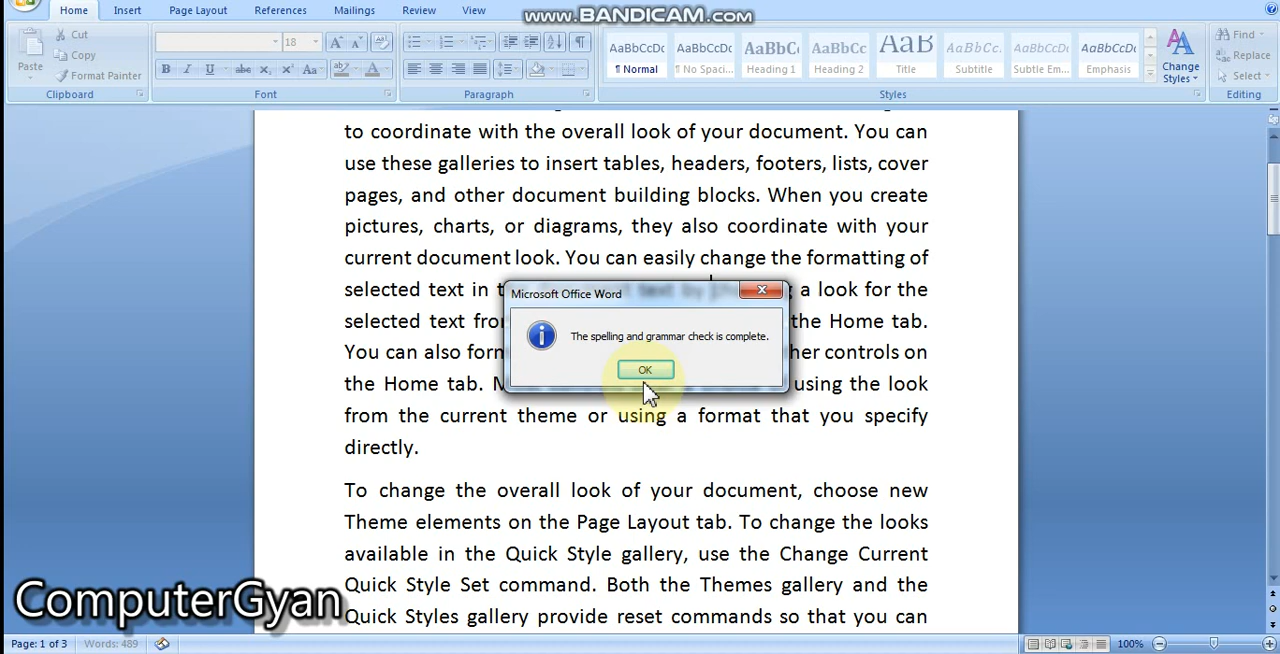 www.BANDICAM.com
Home Insert Page Layout References Mailings Review View
Cut
Copy
Format Painter
Paste
Clipboard
18
Font
Paragraph
AaBbCcDc AaBbCcDc AaBbC AaBbCc AaB AaBbCc. AaBbCcDc AaBbCcDc
¶ Normal ¶ No Spaci... Heading 1 Heading 2 Title Subtitle Subtle Em... Emphasis
Change
Styles
Styles
Find
Replace
Select
Editing
to coordinate with the overall look of your document. You can
use these galleries to insert tables, headers, footers, lists, cover
pages, and other document building blocks. When you create
pictures, charts, or diagrams, they also coordinate with your
current document look. You can easily change the formatting of
selected text in a look for the
selected text the Home tab.
You can also controls on
the Home tab. using the look
from the current theme or using a format that you specify
directly.
Microsoft Office Word
The spelling and grammar check is complete.
OK
To change the overall look of your document, choose new
Theme elements on the Page Layout tab. To change the looks
available in the Quick Style gallery, use the Change Current
Quick Style Set command. Both the Themes gallery and the
Quick Styles gallery provide reset commands so that you can
ComputerGyan
Page: 1 of 3 Words: 489 100%